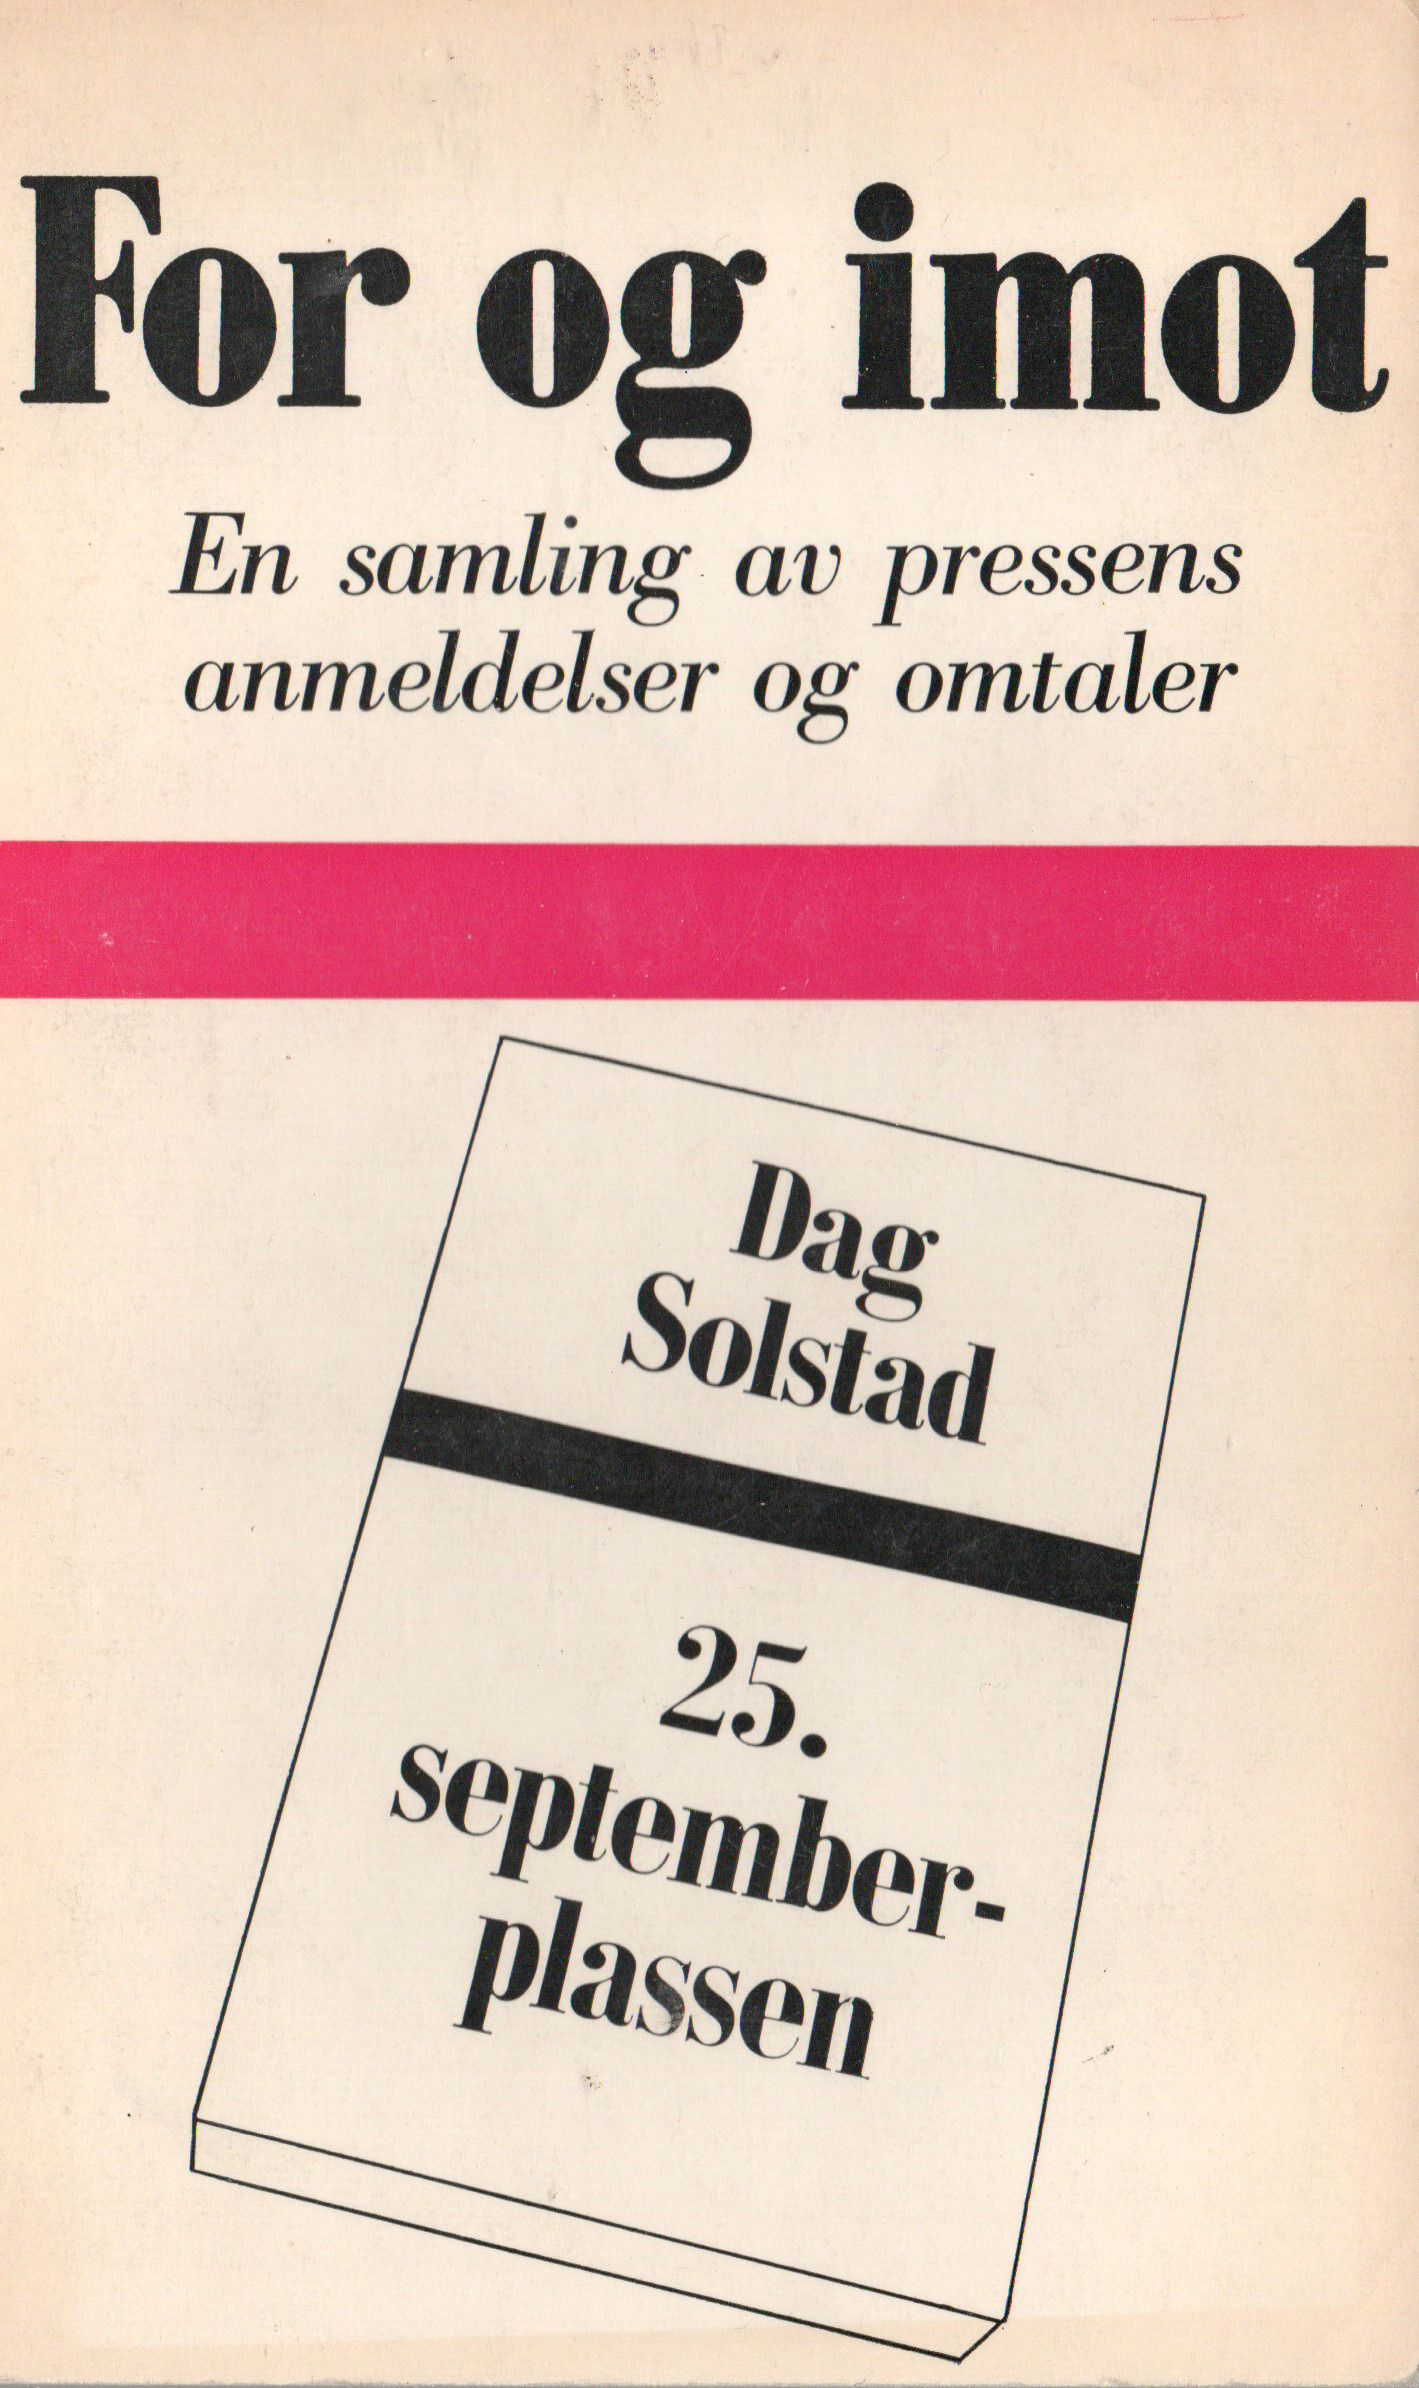 For og imot
En samling av pressens
anmeldelser og omtaler
Dag
Solstad
25.
september-
plassen